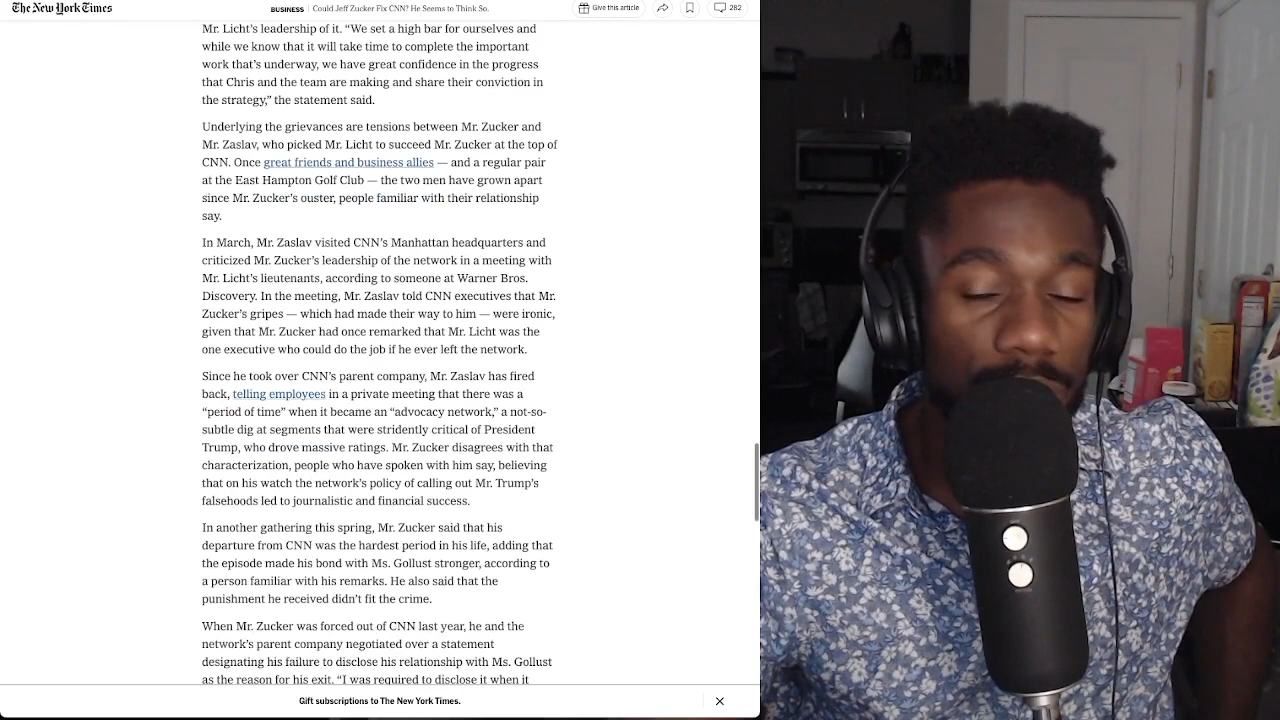 The New York Times
BUSINESS | Could Jeff Zucker Fix CNN? He Seems to Think So.
Give this article
282
Mr. Licht’s leadership of it. “We set a high bar for ourselves and
while we know that it will take time to complete the important
work that’s underway, we have great confidence in the progress
that Chris and the team are making and share their conviction in
the strategy,” the statement said.
Underlying the grievances are tensions between Mr. Zucker and
Mr. Zaslav, who picked Mr. Licht to succeed Mr. Zucker at the top of
CNN. Once great friends and business allies — and a regular pair
at the East Hampton Golf Club — the two men have grown apart
since Mr. Zucker’s ouster, people familiar with their relationship
say.
In March, Mr. Zaslav visited CNN’s Manhattan headquarters and
criticized Mr. Zucker’s leadership of the network in a meeting with
Mr. Licht’s lieutenants, according to someone at Warner Bros.
Discovery. In the meeting, Mr. Zaslav told CNN executives that Mr.
Zucker’s gripes — which had made their way to him — were ironic,
given that Mr. Zucker had once remarked that Mr. Licht was the
one executive who could do the job if he ever left the network.
Since he took over CNN’s parent company, Mr. Zaslav has fired
back, telling employees in a private meeting that there was a
“period of time” when it became an “advocacy network,” a not-so-
subtle dig at segments that were stridently critical of President
Trump, who drove massive ratings. Mr. Zucker disagrees with that
characterization, people who have spoken with him say, believing
that on his watch the network’s policy of calling out Mr. Trump’s
falsehoods led to journalistic and financial success.
In another gathering this spring, Mr. Zucker said that his
departure from CNN was the hardest period in his life, adding that
the episode made his bond with Ms. Gollust stronger, according to
a person familiar with his remarks. He also said that the
punishment he received didn’t fit the crime.
When Mr. Zucker was forced out of CNN last year, he and the
network’s parent company negotiated over a statement
designating his failure to disclose his relationship with Ms. Gollust
as the reason for his exit. “I was required to disclose it when it
Gift subscriptions to The New York Times.